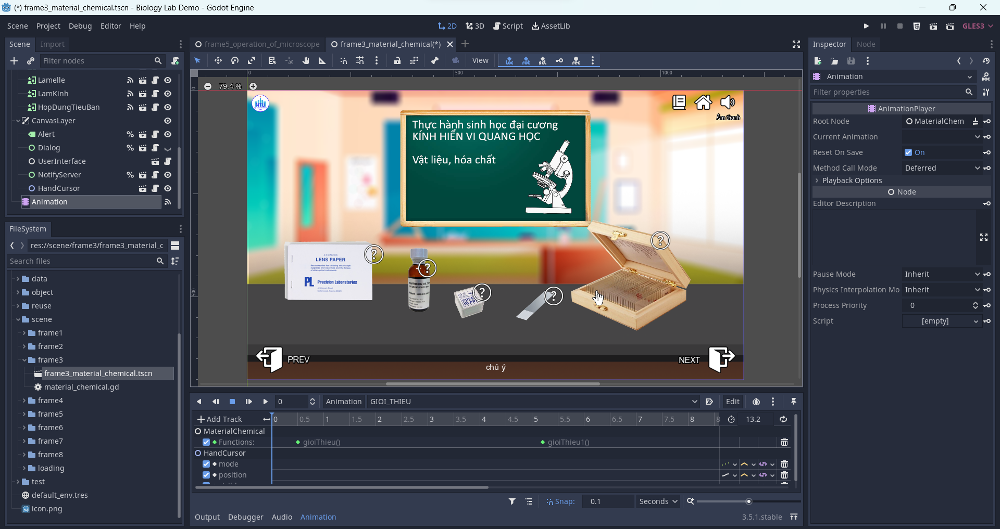 (*) frame3_material_chemical.tscn - Biology Lab Demo - Godot Engine
Scene Project Debug Editor Help
2D 3D Script AssetLib
GLES3
Scene Import
Filter nodes
Lamelle
LamKinh
HopDungTieuBan
CanvasLayer
Alert
Dialog
UserInterface
NotifyServer
HandCursor
Animation
FileSystem
res://scene/frame3/frame3_material_c
Search files
data
object
reuse
scene
frame1
frame2
frame3
frame3_material_chemical.tscn
material_chemical.gd
frame4
frame5
frame6
frame7
frame8
loading
test
default_env.tres
icon.png
frame5_operation_of_microscope
frame3_material_chemical(*)
View
0 500 1000
0
500
79.4 %
Âm thanh
Thực hành sinh học đại cương
KÍNH HIỂN VI QUANG HỌC
Vật liệu, hóa chất
LENS PAPER
PL Precision Laboratories
PREV
NEXT
chú ý
0
Animation
GIOI_THIEU
Edit
Add Track
0 0.5 1 1.5 2 2.5 3 3.5 4 4.5 5 5.5 6 6.5 7 7.5 8 8
13.2
MaterialChemical
Functions:
gioiThieu()
gioiThieu1()
HandCursor
mode
position
Snap: 0.1 Seconds
Output Debugger Audio Animation
3.5.1.stable
Inspector Node
Animation
Filter properties
AnimationPlayer
Root Node MaterialChem
Current Animation
Reset On Save On
Method Call Mode Deferred
Playback Options
Node
Editor Description
Pause Mode Inherit
Physics Interpolation Mo Inherit
Process Priority 0
Script [empty]